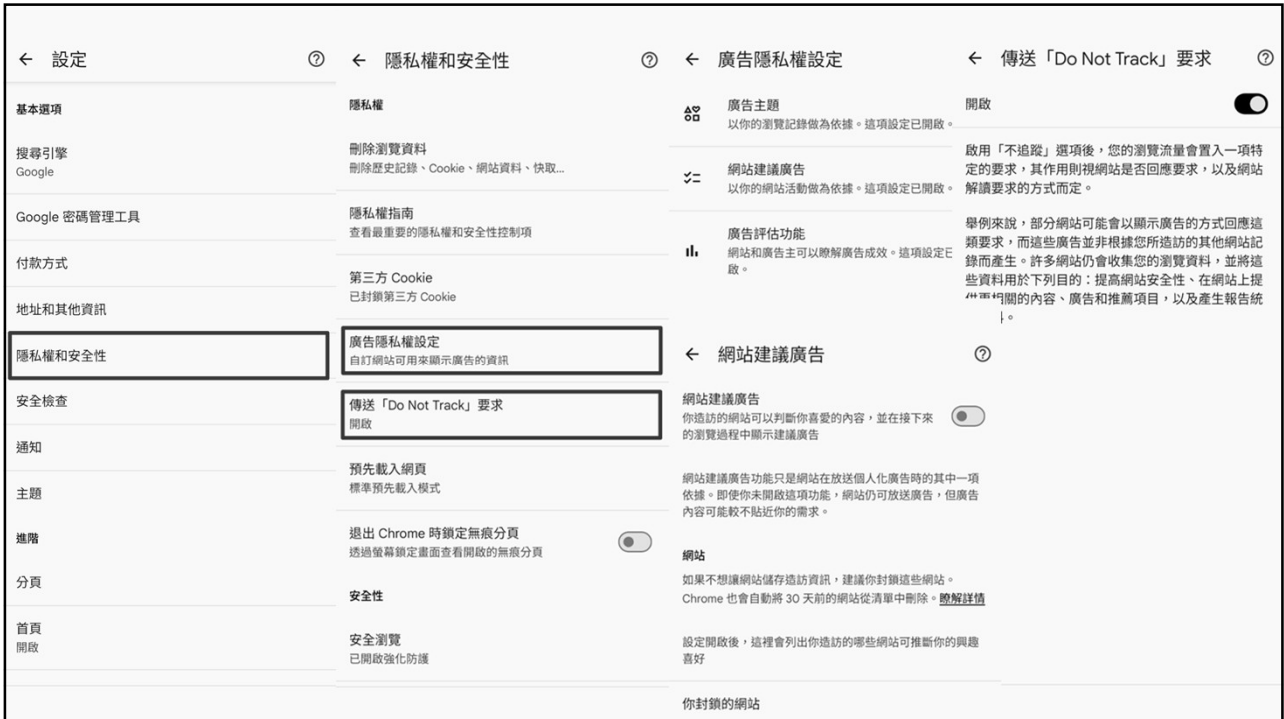 設定
基本選項
搜尋引擎
Google
Google 密碼管理工具
付款方式
地址和其他資訊
隱私權和安全性
安全檢查
通知
主題
進階
分頁
首頁
開啟
隱私權和安全性
隱私權
刪除瀏覽資料
刪除歷史記錄、Cookie、網站資料、快取...
隱私權指南
查看最重要的隱私權和安全性控制項
第三方 Cookie
已封鎖第三方 Cookie
廣告隱私權設定
自訂網站可用來顯示廣告的資訊
傳送「Do Not Track」要求
開啟
預先載入網頁
標準預先載入模式
退出 Chrome 時鎖定無痕分頁
透過螢幕鎖定畫面查看開啟的無痕分頁
安全性
安全瀏覽
已開啟強化防護
廣告隱私權設定
廣告主題
以你的瀏覽記錄做為依據。這項設定已開啟。
網站建議廣告
以你的網站活動做為依據。這項設定已開啟。
廣告評估功能
網站和廣告主可以瞭解廣告成效。這項設定
啟。
網站建議廣告
網站建議廣告
你造訪的網站可以判斷你喜愛的內容，並在接下來
的瀏覽過程中顯示建議廣告
網站建議廣告功能只是網站在放送個人化廣告時的其中一項
依據。即使你未開啟這項功能，網站仍可放送廣告，但廣告
內容可能較不貼近你的需求。
網站
如果不想讓網站儲存造訪資訊，建議你封鎖這些網站。
Chrome 也會自動將 30 天前的網站從清單中刪除。瞭解詳情
設定開啟後，這裡會列出你造訪的哪些網站可推斷你的興趣
喜好
你封鎖的網站
傳送「Do Not Track」要求
開啟
啟用「不追蹤」選項後，您的瀏覽流量會置入一項特
定的要求，其作用則視網站是否回應要求，以及網站
解讀要求的方式而定。
舉例來說，部分網站可能會以顯示廣告的方式回應這
類要求，而這些廣告並非根據您所造訪的其他網站記
錄而產生。許多網站仍會收集您的瀏覽資料，並將這
些資料用於下列目的：提高網站安全性、在網站上提
相關的內容、廣告和推薦項目，以及產生報告統
。